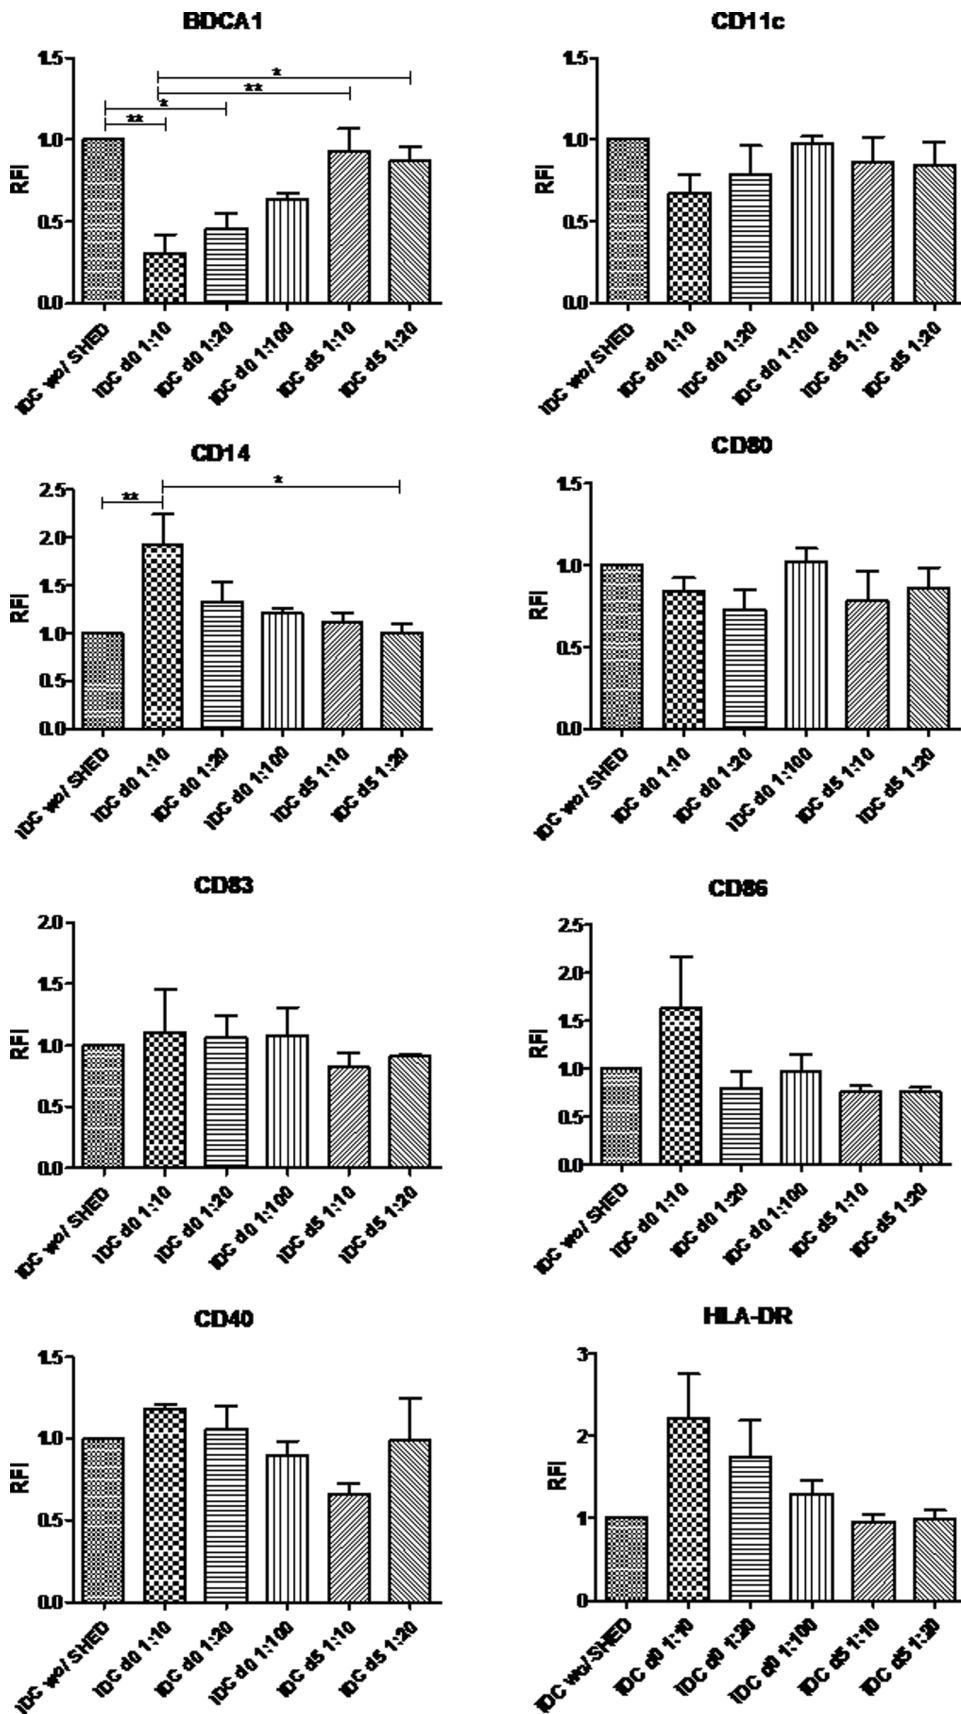 BDCA1
** * ** *
1.5
1.0
0.5
0.0
RFI
iDC wo/ SHED
iDC d0 1:10
iDC d0 1:20
iDC d0 1:100
iDC d5 1:10
iDC d5 1:20
CD11c
1.5
1.0
0.5
0.0
RFI
iDC wo/ SHED
iDC d0 1:10
iDC d0 1:20
iDC d0 1:100
iDC d5 1:10
iDC d5 1:20
CD14
** *
2.5
2.0
1.5
1.0
0.5
0.0
RFI
iDC wo/ SHED
iDC d0 1:10
iDC d0 1:20
iDC d0 1:100
iDC d5 1:10
iDC d5 1:20
CD80
1.5
1.0
0.5
0.0
RFI
iDC wo/ SHED
iDC d0 1:10
iDC d0 1:20
iDC d0 1:100
iDC d5 1:10
iDC d5 1:20
CD83
2.0
1.5
1.0
0.5
0.0
RFI
iDC wo/ SHED
iDC d0 1:10
iDC d0 1:20
iDC d0 1:100
iDC d5 1:10
iDC d5 1:20
CD86
2.5
2.0
1.5
1.0
0.5
0.0
RFI
iDC wo/ SHED
iDC d0 1:10
iDC d0 1:20
iDC d0 1:100
iDC d5 1:10
iDC d5 1:20
CD40
1.5
1.0
0.5
0.0
RFI
iDC wo/ SHED
iDC d0 1:10
iDC d0 1:20
iDC d0 1:100
iDC d5 1:10
iDC d5 1:20
HLA-DR
3
2
1
0
RFI
iDC wo/SHED
iDC d0 1:10
iDC d0 1:20
iDC d0 1:100
iDC d5 1:10
iDC d5 1:20